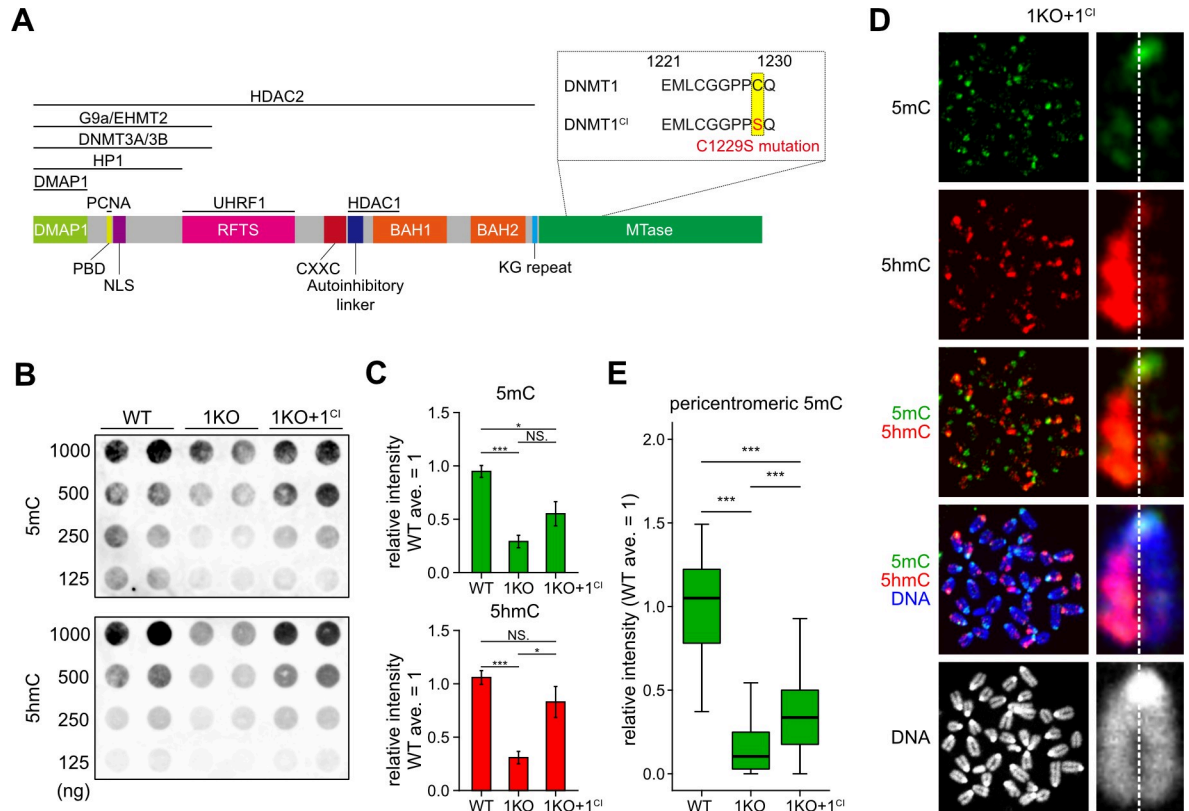 A
HDAC2
G9a/EHMT2
DNMT3A/3B
HP1
DMAP1
PCNA
UHRF1
HDAC1
DMAP1
RFTS
BAH1
BAH2
MTase
PBD
NLS
CXXC
Autoinhibitory
linker
KG repeat
1221 1230
DNMT1 EMLCGGPPCQ
DNMT1CI EMLCGGPPSQ
C1229S mutation
B
WT 1KO 1KO+1CI
5mC
1000
500
250
125
5hmC
1000
500
250
125
(ng)
C
5mC
relative intensity
WT ave. = 1
1.5
1.0
0.5
0.0
*
***
NS.
WT 1KO 1KO+1CI
5hmC
relative intensity
WT ave. = 1
1.5
1.0
0.5
0.0
NS.
***
*
WT 1KO 1KO+1CI
E
pericentromeric 5mC
relative intensity (WT ave. = 1)
2.0
1.5
1.0
0.5
0.0
***
***
***
WT 1KO 1KO+1CI
D
1KO+1CI
5mC
5hmC
5mC
5hmC
5mC
5hmC
DNA
DNA